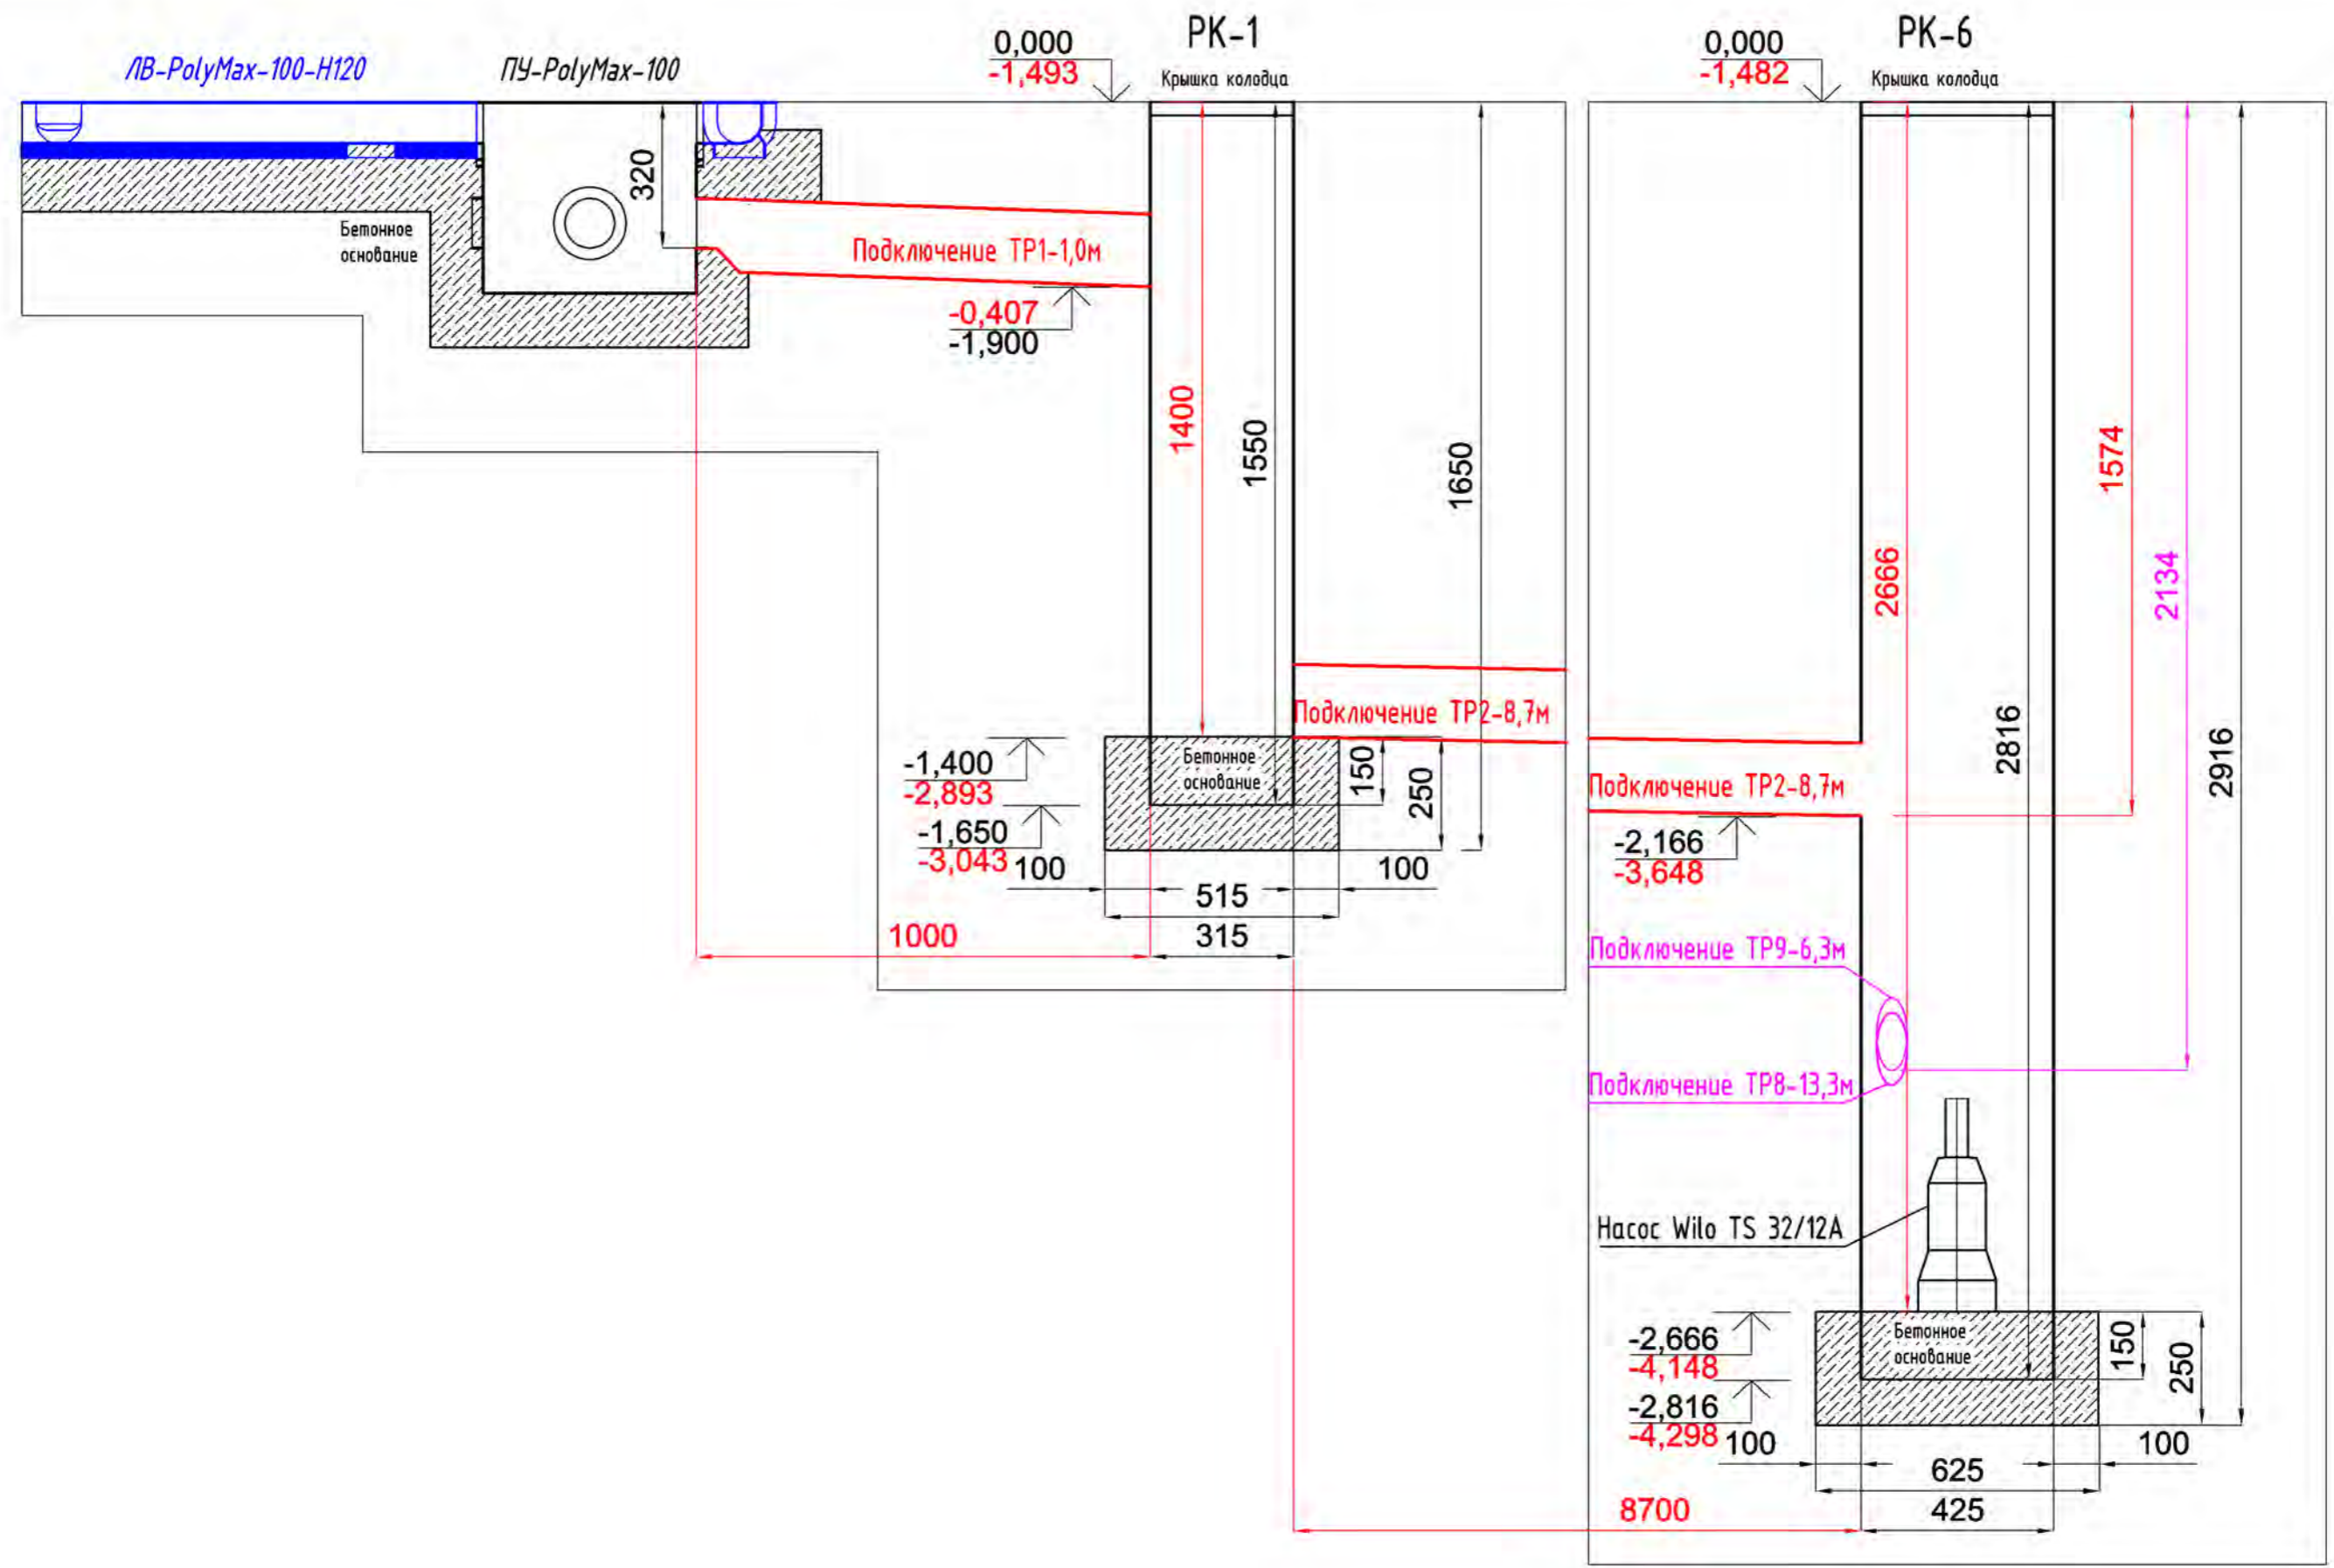 ЛВ-PolyMax-100-Н120
ПУ-PolyMax-100
0,000
-1,493
РК-1
Крышка колодца
0,000
-1,482
РК-6
Крышка колодца
320
Бетонное
основание
Подключение ТР1-1,0м
-0,407
-1,900
1400
1550
1650
Подключение ТР2-8,7м
-1,400
-2,893
-1,650
-3,043
Бетонное
основание
150
250
100
100
515
315
1000
2666
1574
2134
2816
2916
Подключение ТР2-8,7м
-2,166
-3,648
Подключение ТР9-6,3м
Подключение ТР8-13,3м
Насос Wilo TS 32/12A
-2,666
-4,148
-2,816
-4,298
Бетонное
основание
150
250
100
100
625
425
8700